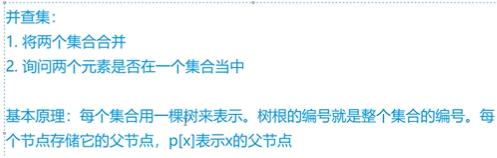 并查集：
1. 将两个集合合并
2. 询问两个元素是否在一个集合当中
基本原理：每个集合用一棵树来表示。树根的编号就是整个集合的编号。每
个节点存储它的父节点，p[x]表示x的父节点